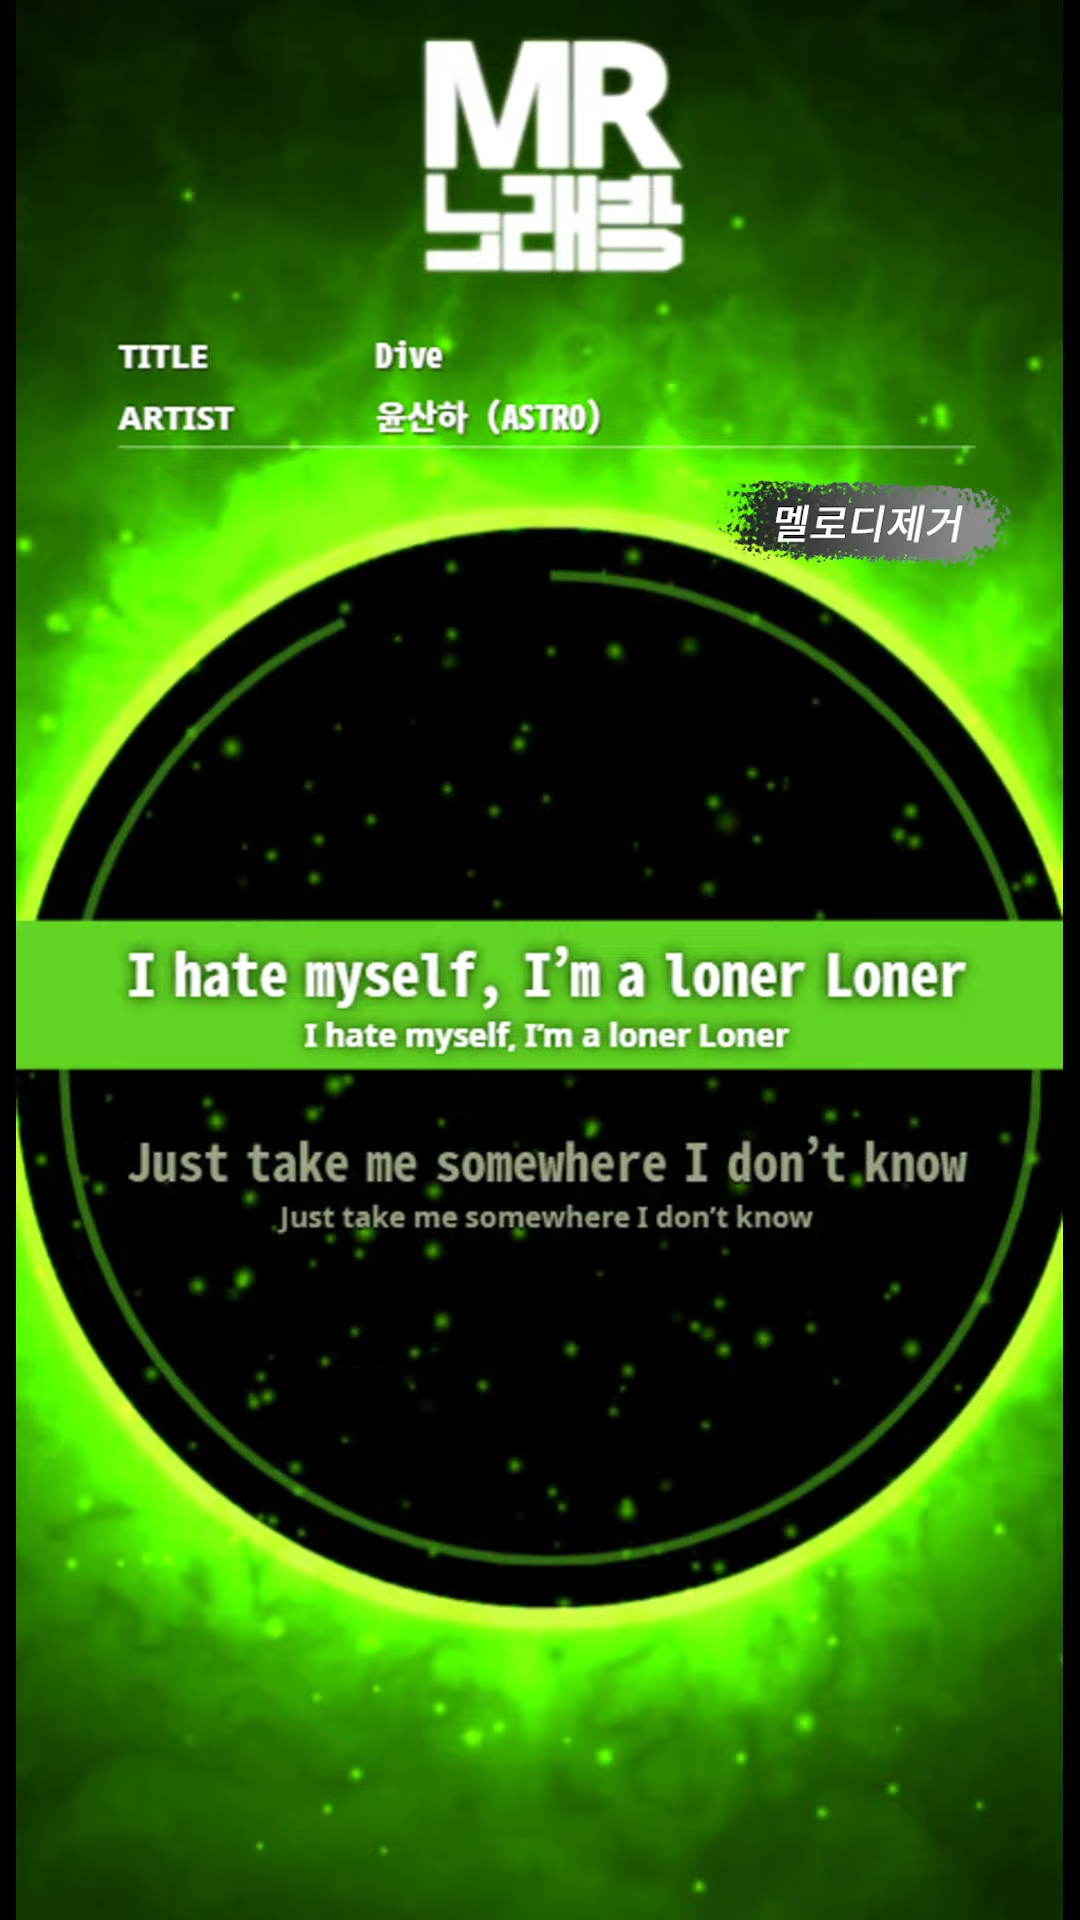 MR
노래방
TITLE Dive
ARTIST 윤산하 (ASTRO)
멜로디제거
I hate myself, I’m a loner Loner
I hate myself, I’m a loner Loner
Just take me somewhere I don’t know
Just take me somewhere I don’t know